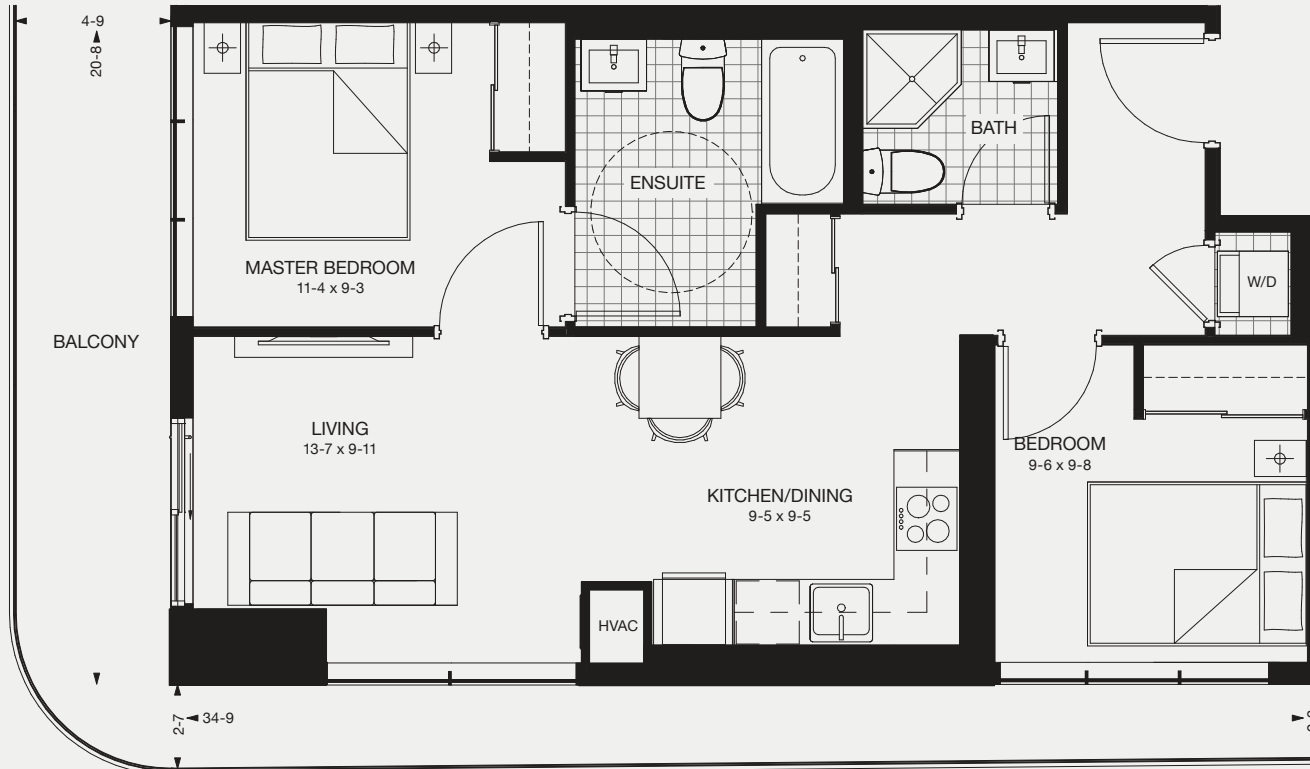 4-9
20-8
BATH
ENSUITE
MASTER BEDROOM
11-4 x 9-3
W/D
BALCONY
LIVING
13-7 x 9-11
BEDROOM
9-6 x 9-8
KITCHEN/DINING
9-5 x 9-5
HVAC
2-7
34-9